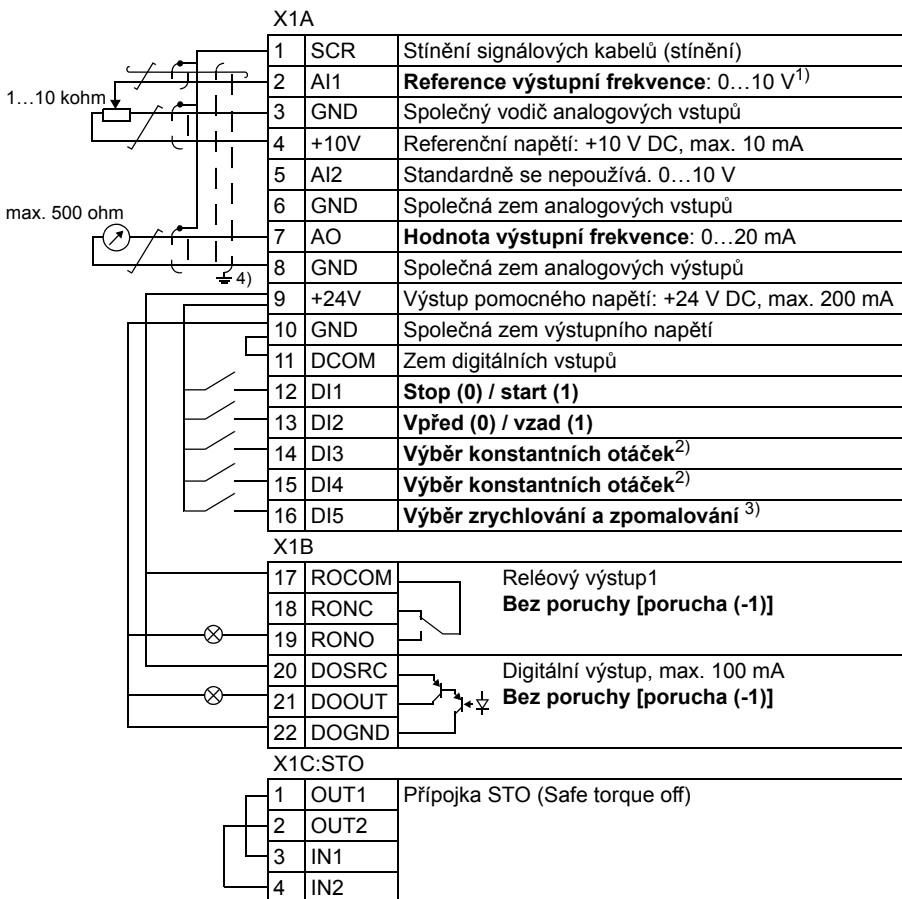 X1A
1 SCR Stínění signálových kabelů (stínění)
2 AI1 Reference výstupní frekvence: 0…10 V1)
1…10 kohm
3 GND Společný vodič analogových vstupů
4 +10V Referenční napětí: +10 V DC, max. 10 mA
5 AI2 Standardně se nepoužívá. 0…10 V
6 GND Společná zem analogových vstupů
max. 500 ohm
7 AO Hodnota výstupní frekvence: 0…20 mA
8 GND Společná zem analogových výstupů
4)
9 +24V Výstup pomocného napětí: +24 V DC, max. 200 mA
10 GND Společná zem výstupního napětí
11 DCOM Zem digitálních vstupů
12 DI1 Stop (0) / start (1)
13 DI2 Vpřed (0) / vzad (1)
14 DI3 Výběr konstantních otáček2)
15 DI4 Výběr konstantních otáček2)
16 DI5 Výběr zrychlování a zpomalování 3)
X1B
17 ROCOM Reléový výstup1
18 RONC Bez poruchy [porucha (-1)]
19 RONO
20 DOSRC Digitální výstup, max. 100 mA
21 DOOUT Bez poruchy [porucha (-1)]
22 DOGND
X1C:STO
1 OUT1 Přípojka STO (Safe torque off)
2 OUT2
3 IN1
4 IN2